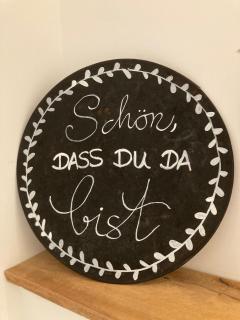 Schön,
DASS DU DA
bist